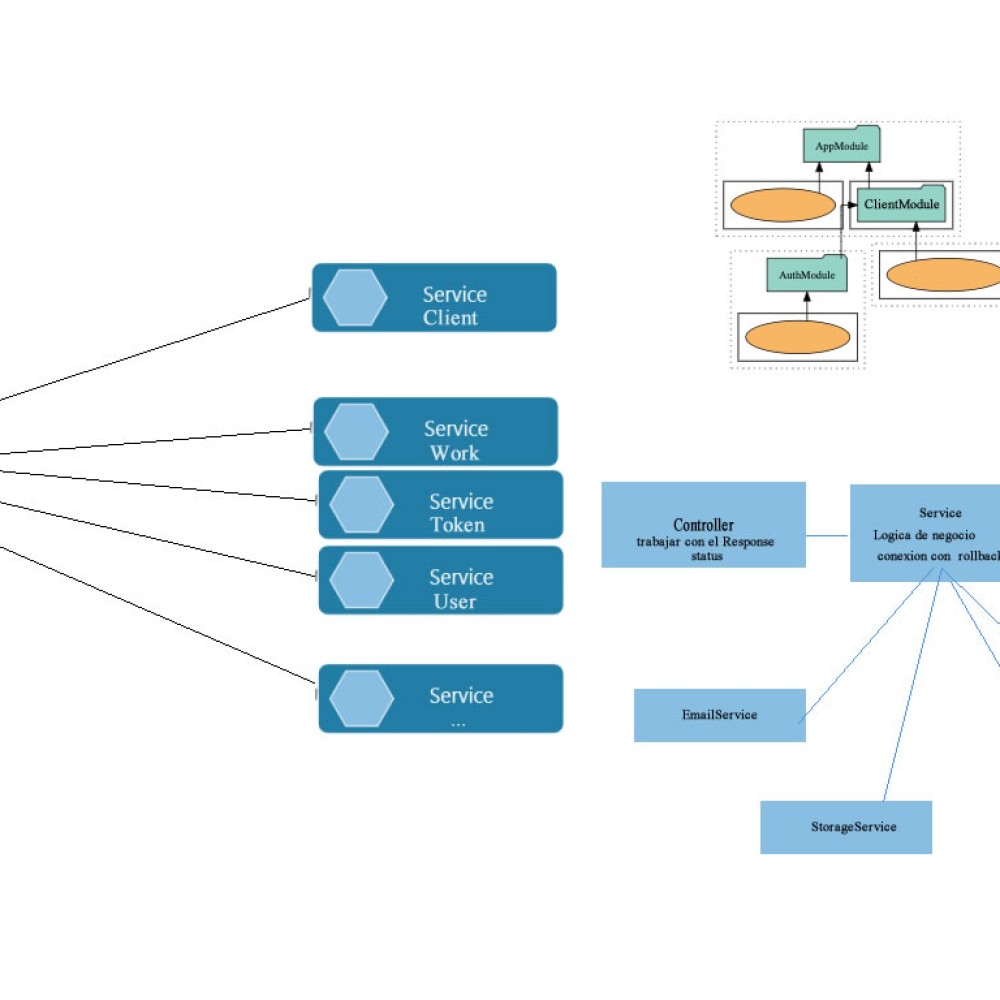 AppModule
ClientModule
AuthModule
Service
Client
Service
Work
Service
Token
Service
User
Service
...
Controller
trabajar con el Response
status
Service
Logica de negocio
conexion con rollback
EmailService
StorageService